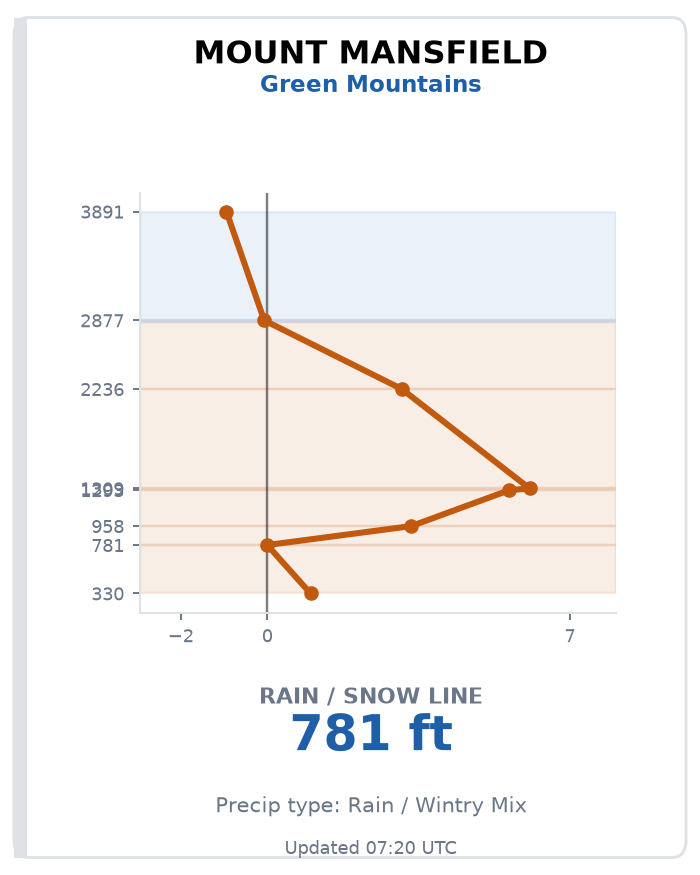 MOUNT MANSFIELD
Green Mountains
3891
2877
2236
1309
958
781
330
−2 0 7
RAIN / SNOW LINE
781 ft
Precip type: Rain / Wintry Mix
Updated 07:20 UTC